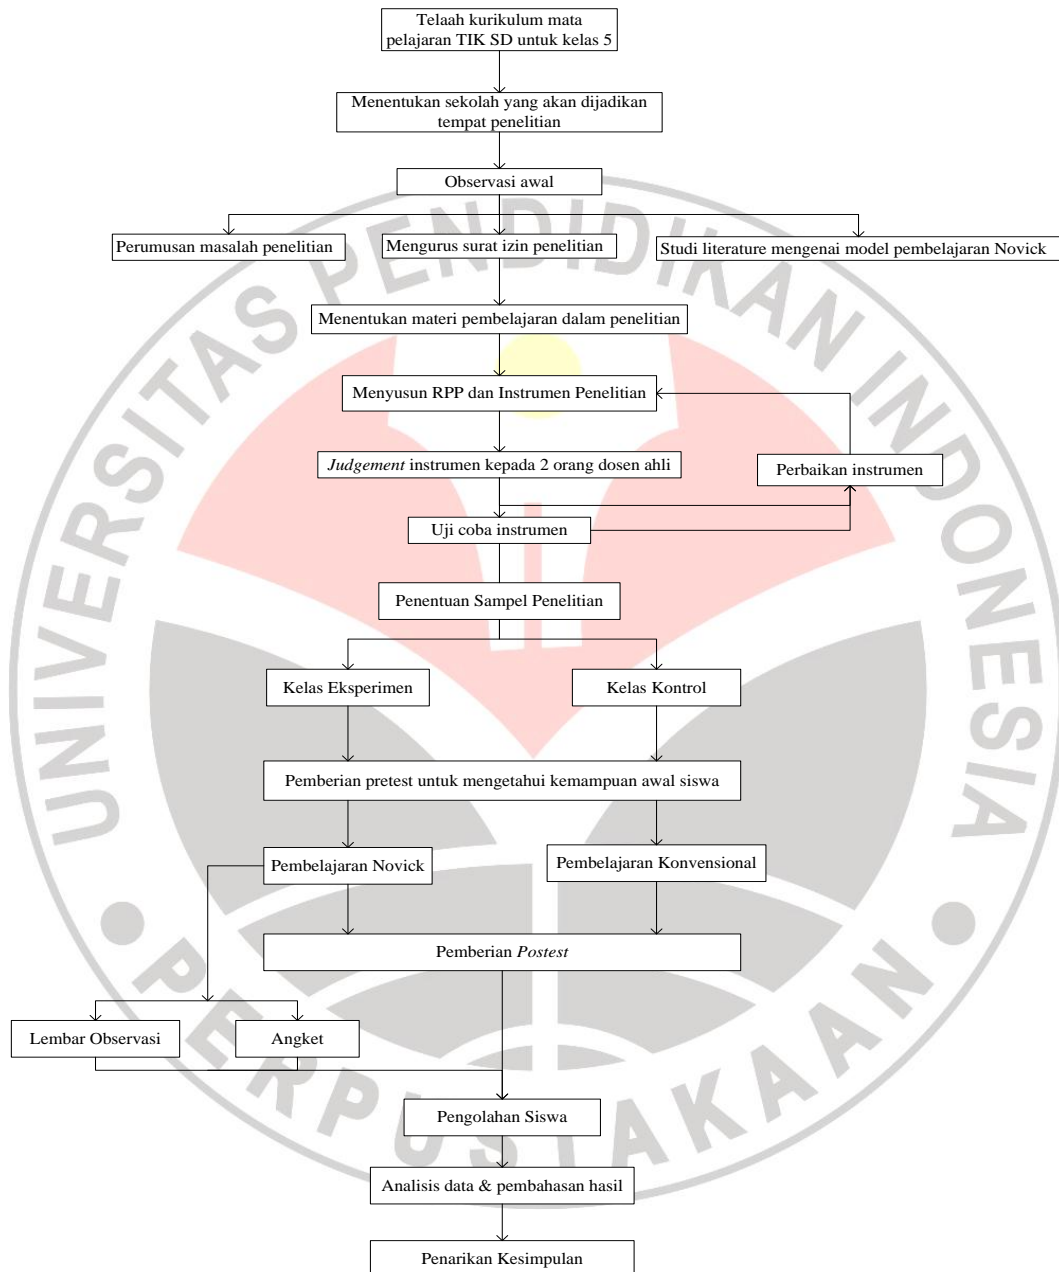 Telaah kurikulum mata
pelajaran TIK SD untuk kelas 5
Menentukan sekolah yang akan dijadikan
tempat penelitian
Observasi awal
Perumusan masalah penelitian
Mengurus surat izin penelitian
Studi literature mengenai model pembelajaran Novick
Menentukan materi pembelajaran dalam penelitian
Menyusun RPP dan Instrumen Penelitian
Judgement instrumen kepada 2 orang dosen ahli
Perbaikan instrumen
Uji coba instrumen
Penentuan Sampel Penelitian
Kelas Eksperimen
Kelas Kontrol
Pemberian pretest untuk mengetahui kemampuan awal siswa
Pembelajaran Novick
Pembelajaran Konvensional
Pemberian Postest
Lembar Observasi
Angket
Pengolahan Siswa
Analisis data & pembahasan hasil
Penarikan Kesimpulan
UNIVERSITAS PENDIDIKAN INDONESIA
PERPUSTAKAAN